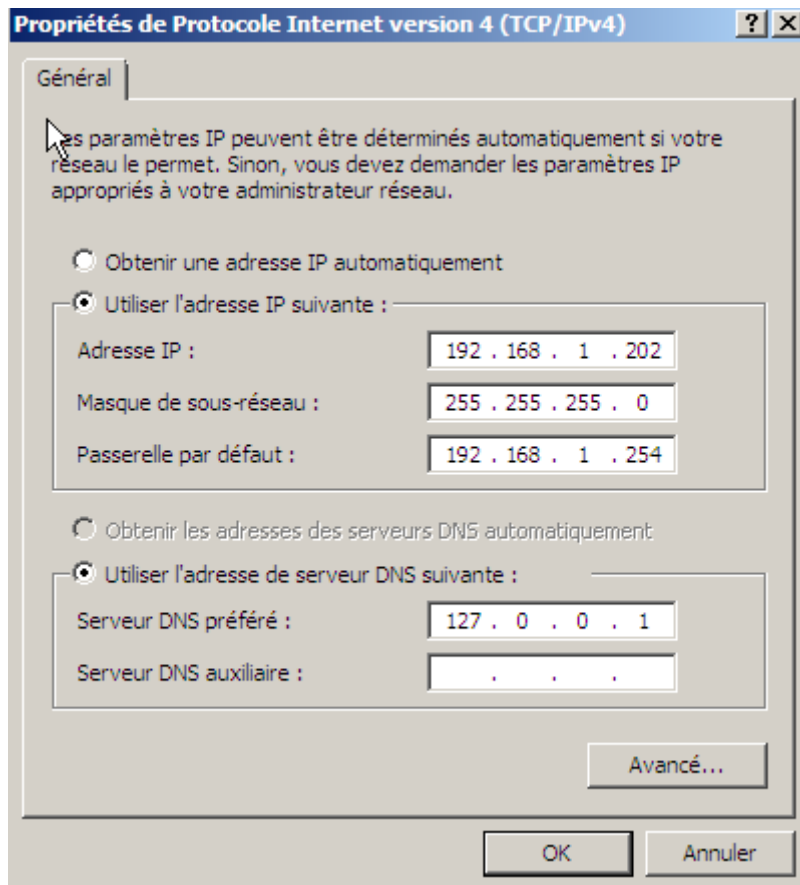 Propriétés de Protocole Internet version 4 (TCP/IPv4)
Général
es paramètres IP peuvent être déterminés automatiquement si votre
réseau le permet. Sinon, vous devez demander les paramètres IP
appropriés à votre administrateur réseau.
Obtenir une adresse IP automatiquement
Utiliser l'adresse IP suivante :
Adresse IP : 192 . 168 . 1 . 202
Masque de sous-réseau : 255 . 255 . 255 . 0
Passerelle par défaut : 192 . 168 . 1 . 254
Obtenir les adresses des serveurs DNS automatiquement
Utiliser l'adresse de serveur DNS suivante :
Serveur DNS préféré : 127 . 0 . 0 . 1
Serveur DNS auxiliaire : . . .
Avancé...
OK Annuler